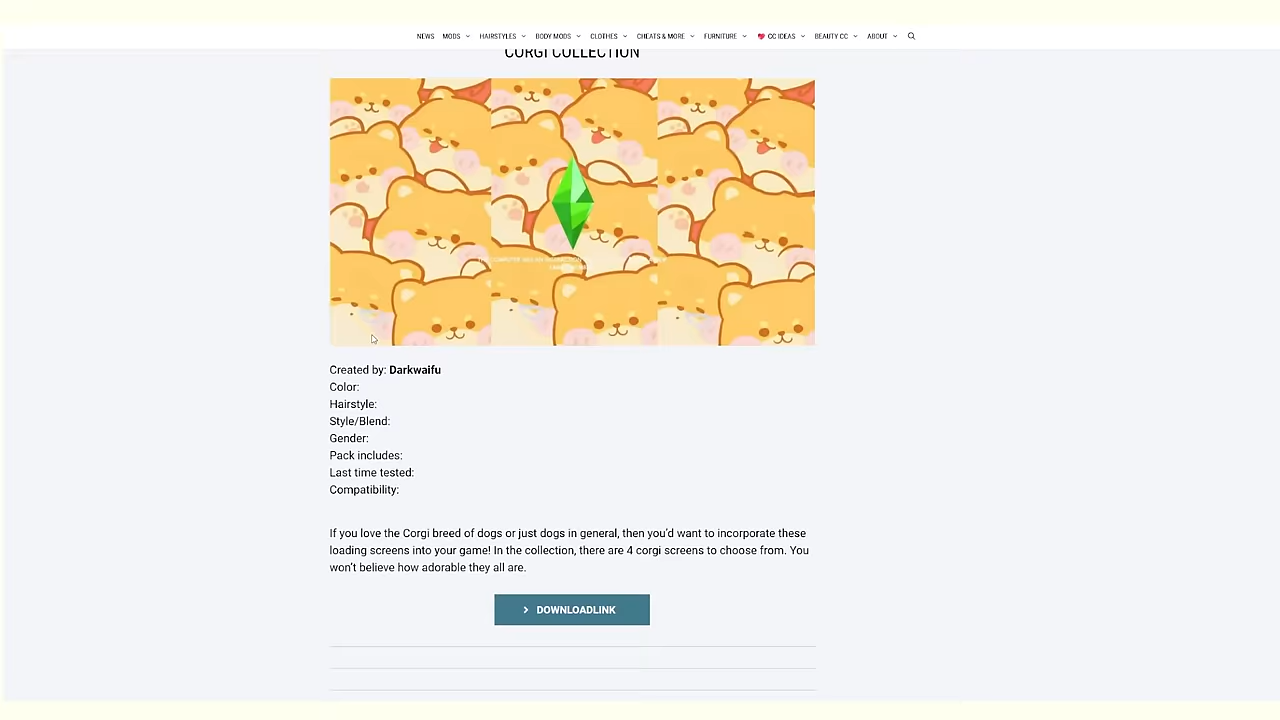 NEWS MODS HAIRSTYLES BODY MODS CLOTHES CHEATS & MORE FURNITURE CC IDEAS BEAUTY CC ABOUT
CORGI COLLECTION
Created by: Darkwaifu
Color:
Hairstyle:
Style/Blend:
Gender:
Pack includes:
Last time tested:
Compatibility:
If you love the Corgi breed of dogs or just dogs in general, then you'd want to incorporate these
loading screens into your game! In the collection, there are 4 corgi screens to choose from. You
won't believe how adorable they all are.
DOWNLOADLINK